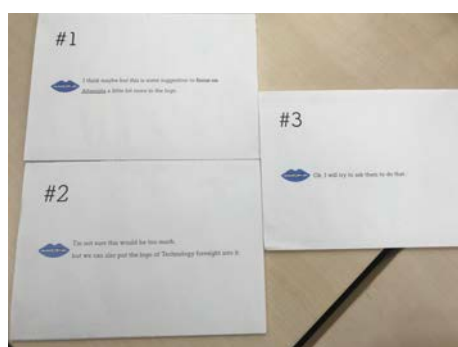 #1
I think maybe but this is some suggestion to focus on
a little bit more in the logo.
#2
I'm not sure this would be too much,
but we can also put the logo of Technology foresight into it.
#3
Ok. I will try to ask them to do that.